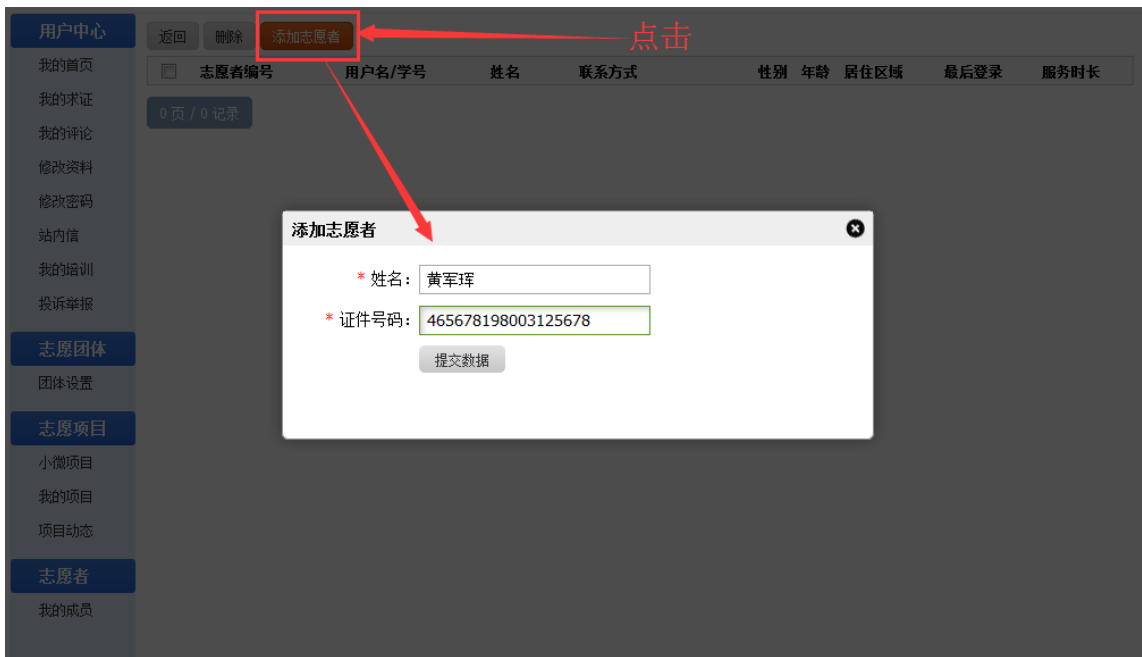 用户中心
我的首页
我的求证
我的评论
修改资料
修改密码
站内信
我的培训
投诉举报
志愿团体
团体设置
志愿项目
小微项目
我的项目
项目动态
志愿者
我的成员
返回 删除 添加志愿者 点击
志愿者编号 用户名/学号 姓名 联系方式 性别 年龄 居住区域 最后登录 服务时长
0 页 / 0 记录
添加志愿者
* 姓名： 黄军珲
* 证件号码： 465678198003125678
提交数据